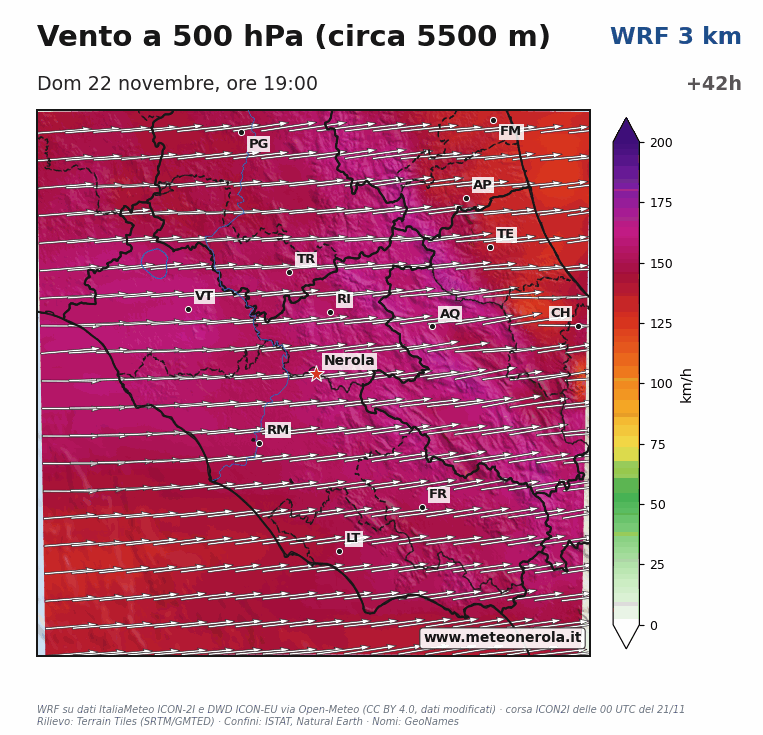 Vento a 500 hPa (circa 5500 m)
WRF 3 km
Dom 22 novembre, ore 19:00
+42h
FM
PG
AP
TE
TR
VT
RI
AQ
CH
Nerola
RM
FR
LT
www.meteonerola.it
200
175
150
125
100
75
50
25
0
km/h
WRF su dati ItaliaMeteo ICON-2I e DWD ICON-EU via Open-Meteo (CC BY 4.0, dati modificati) · corsa ICON2I delle 00 UTC del 21/11
Rilievo: Terrain Tiles (SRTM/GMTED) · Confini: ISTAT, Natural Earth · Nomi: GeoNames